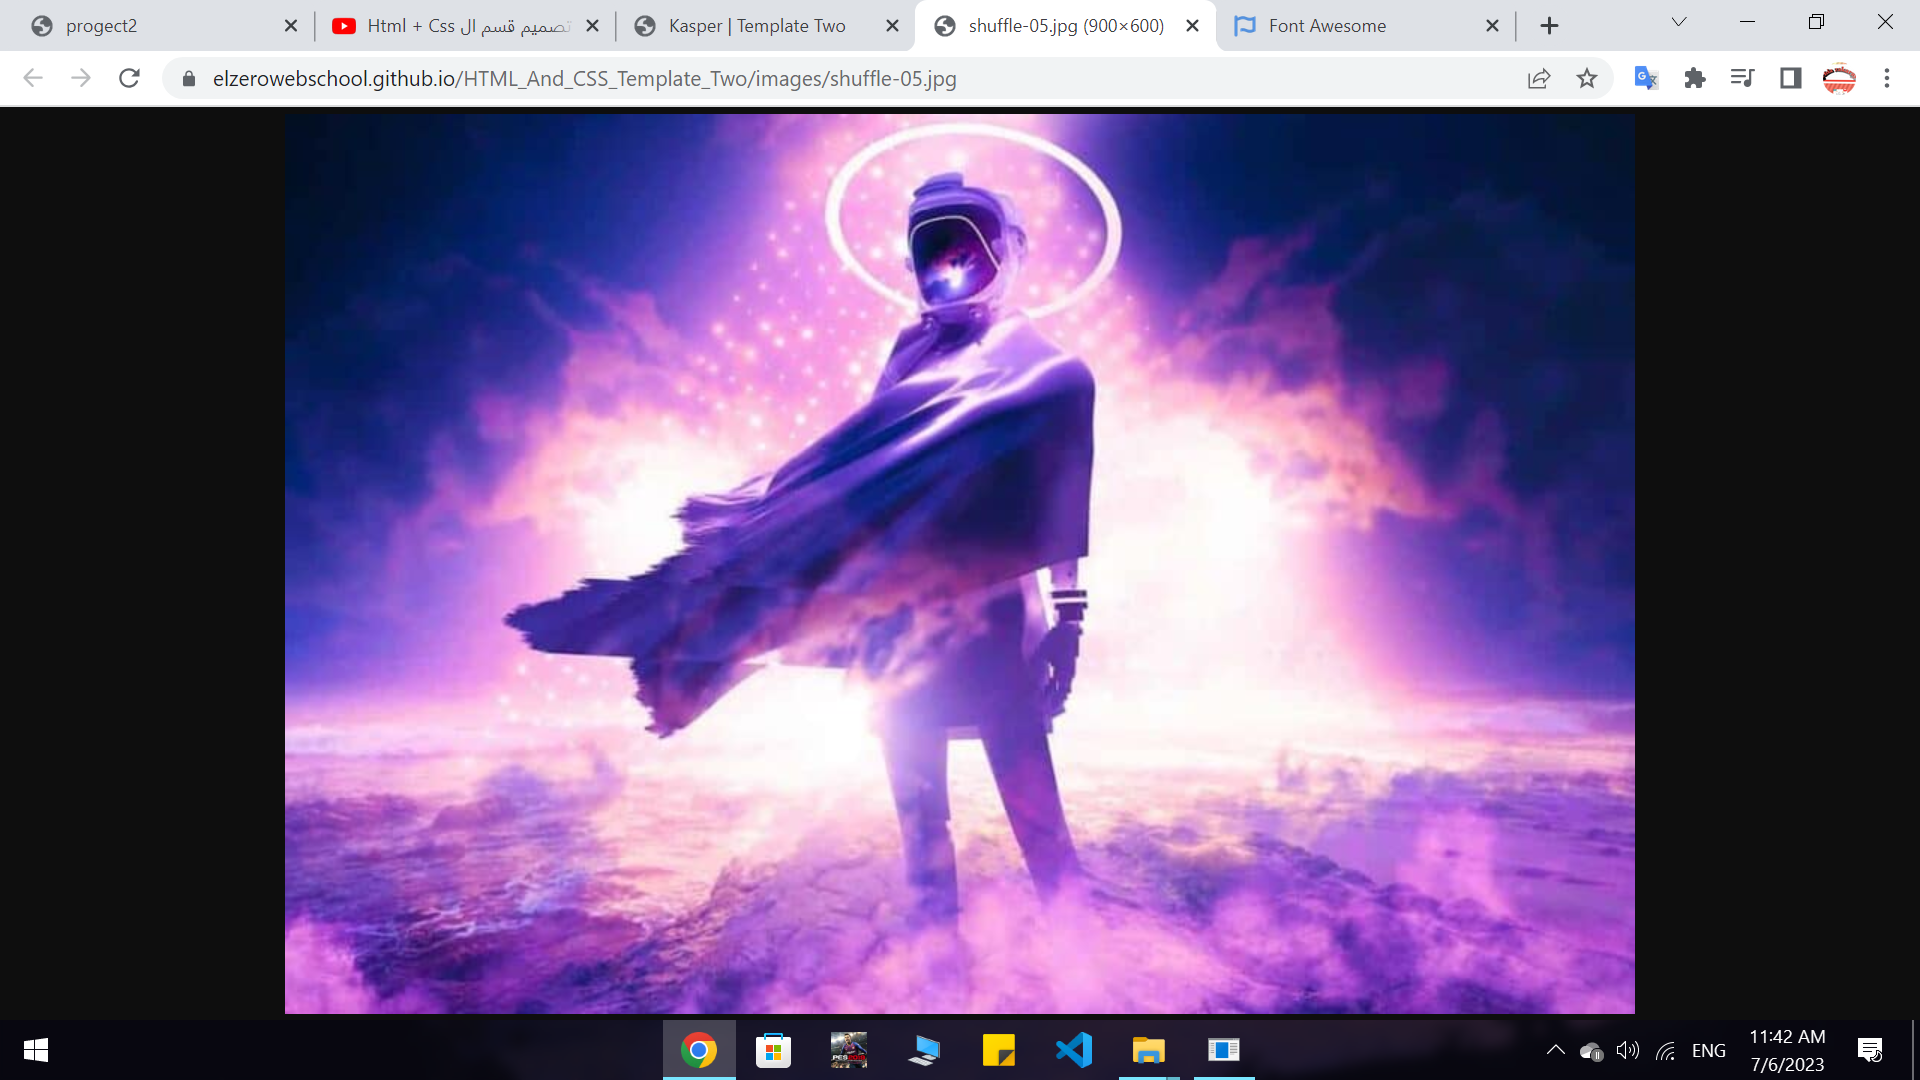 progect2
Html + Css تصميم قسم ال
Kasper | Template Two
shuffle-05.jpg (900×600)
Font Awesome
elzerowebschool.github.io/HTML_And_CSS_Template_Two/images/shuffle-05.jpg
ENG
11:42 AM
7/6/2023